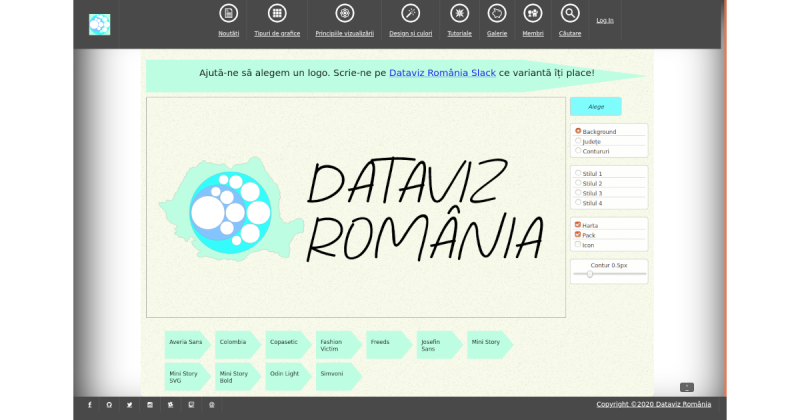 Noutăți
Tipuri de grafice
Principiile vizualizării
Design și culori
Tutoriale
Galerie
Membri
Căutare
Log In
Ajută-ne să alegem un logo. Scrie-ne pe Dataviz România Slack ce variantă îți place!
Alege
Background
Județe
Contururi
Stilul 1
Stilul 2
Stilul 3
Stilul 4
Harta
Pack
Icon
Contur 0.5px
DATAVIZ
ROMÂNIA
Averia Sans
Colombia
Copasetic
Fashion
Victim
Freeds
Josefin
Sans
Mini Story
Mini Story
SVG
Mini Story
Bold
Odin Light
Simvoni
Copyright ©2020 Dataviz România